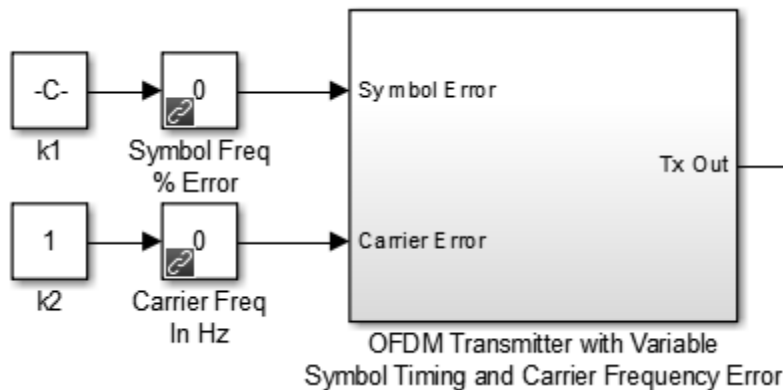 -C-
k1
0
Symbol Freq
% Error
Symbol Error
Tx Out
1
k2
0
Carrier Freq
In Hz
Carrier Error
OFDM Transmitter with Variable
Symbol Timing and Carrier Frequency Error